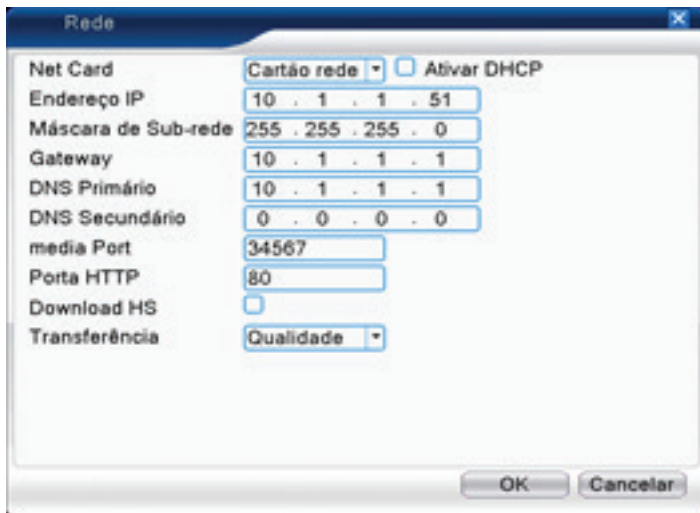 Rede
Net Card Cartão rede Ativar DHCP
Endereço IP 10 . 1 . 1 . 51
Máscara de Sub-rede 255 . 255 . 255 . 0
Gateway 10 . 1 . 1 . 1
DNS Primário 10 . 1 . 1 . 1
DNS Secundário 0 . 0 . 0 . 0
media Port 34567
Porta HTTP 80
Download HS
Transferência Qualidade
OK Cancelar